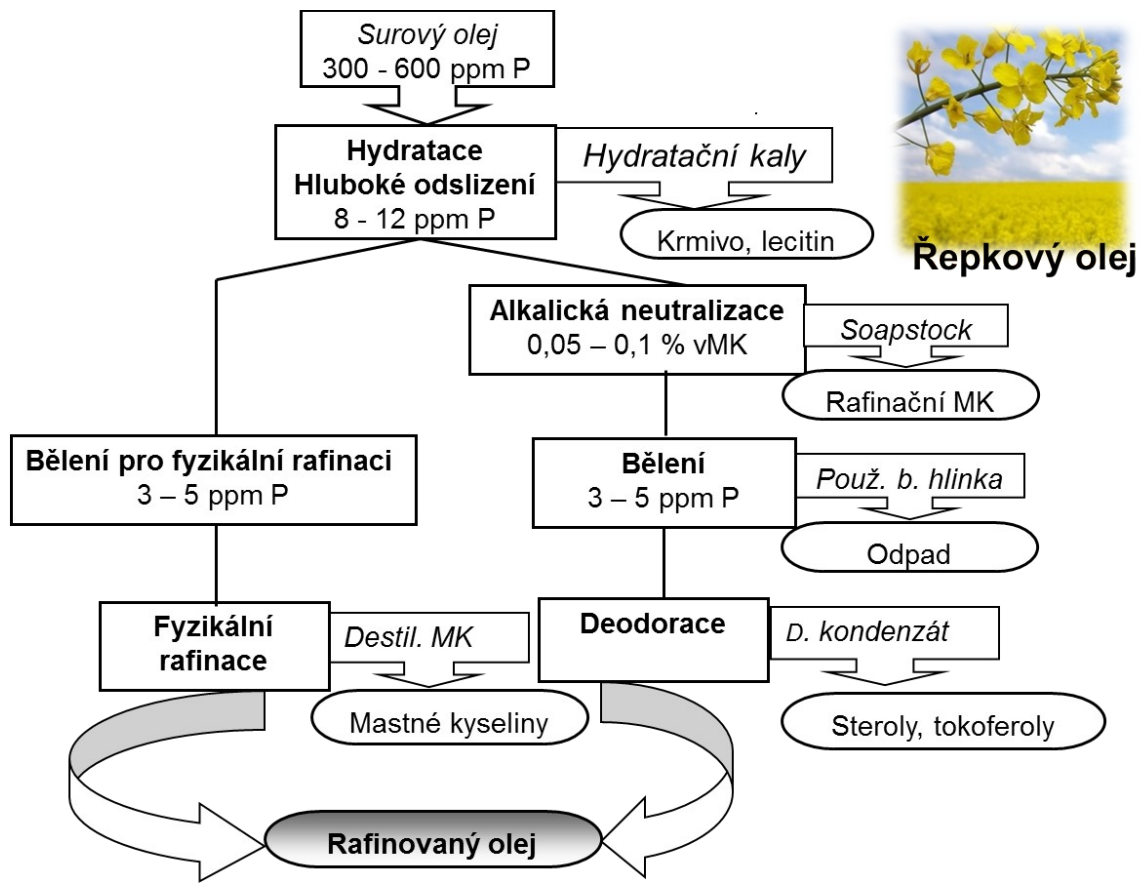 Surový olej
300 - 600 ppm P
Hydratace
Hluboké odslizení
8 - 12 ppm P
Hydratační kaly
Krmivo, lecitin
Řepkový olej
Alkalická neutralizace
0,05 – 0,1 % vMK
Soapstock
Rafinační MK
Bělení pro fyzikální rafinaci
3 – 5 ppm P
Bělení
3 – 5 ppm P
Použ. b. hlinka
Odpad
Fyzikální
rafinace
Destil. MK
Mastné kyseliny
Deodorace
D. kondenzát
Steroly, tokoferoly
Rafinovaný olej